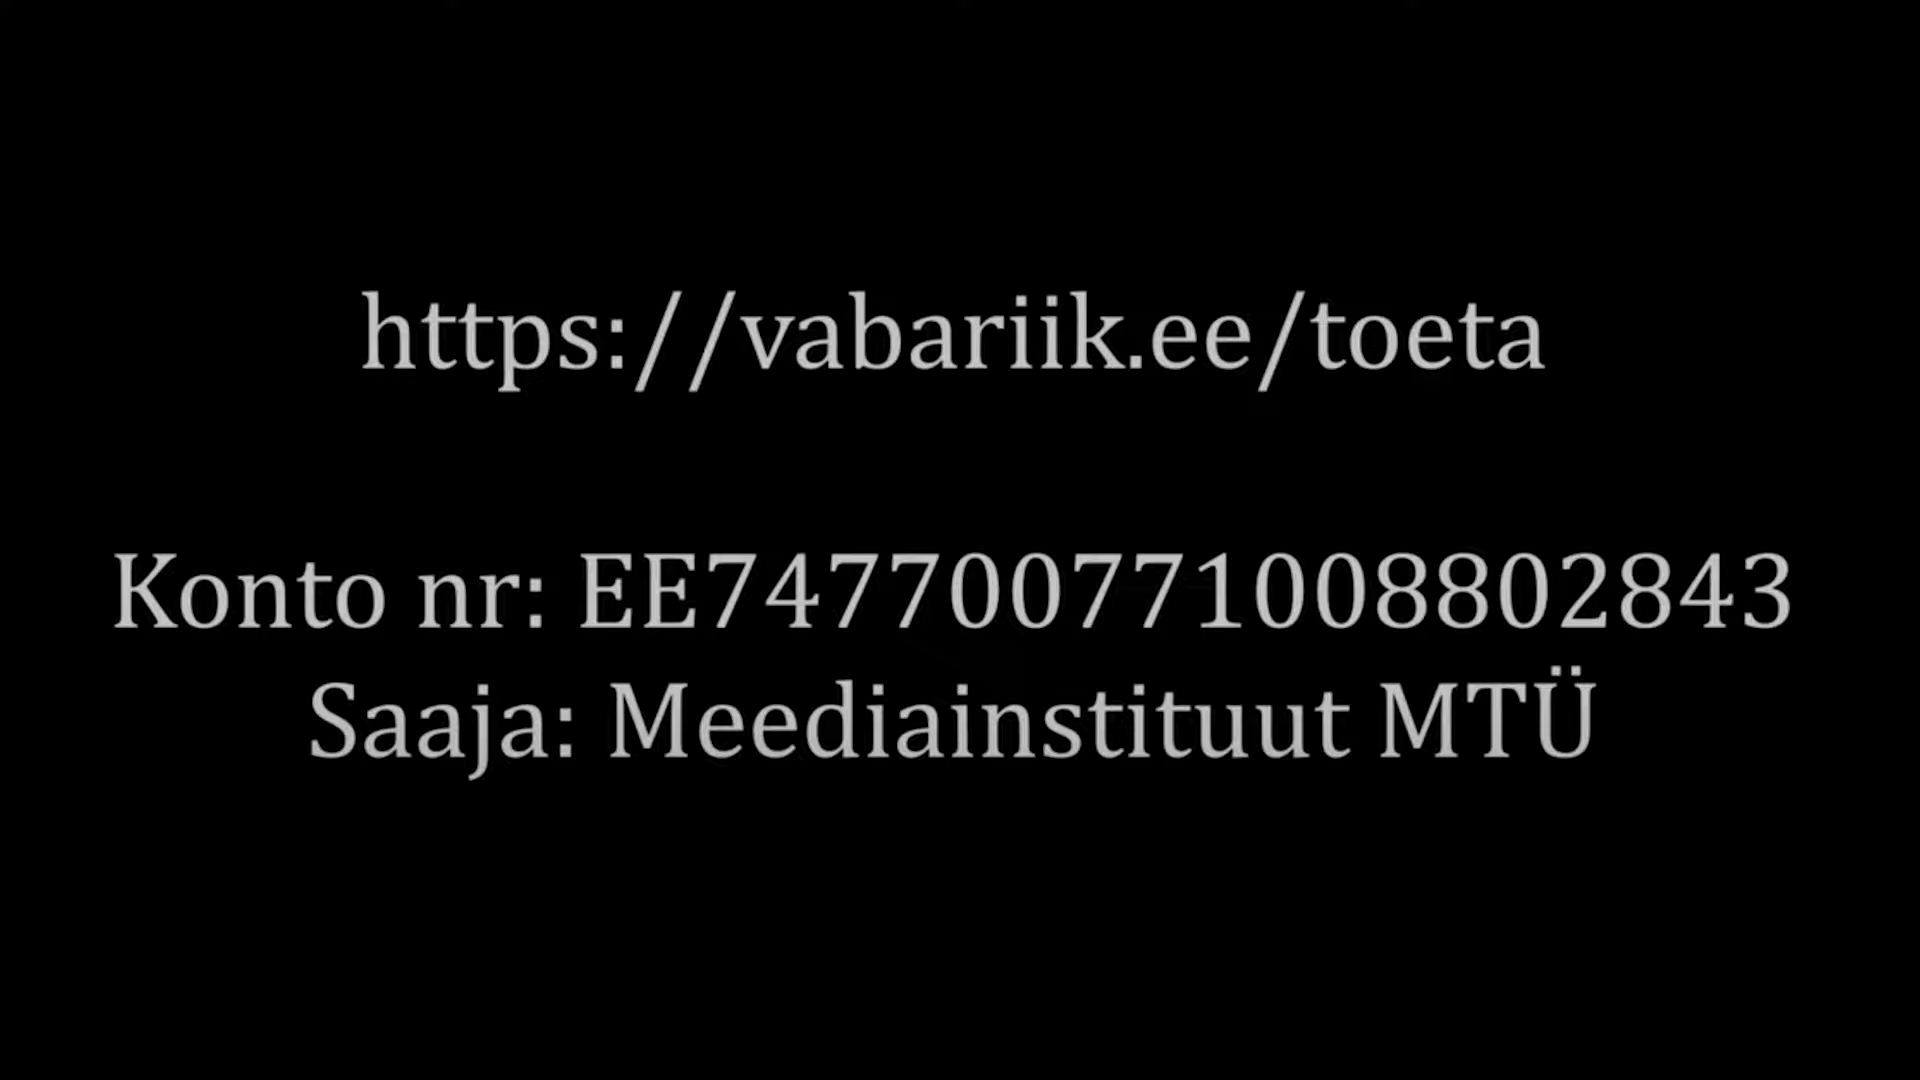 https://vabariik.ee/toeta
Konto nr: EE747700771008802843
Saaja: Meediainstituut MTÜ